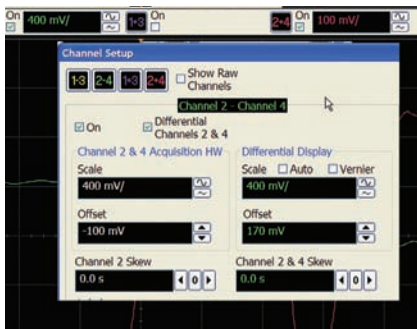 On 400 mV/ 1+3 On 2+4 On 100 mV/
Channel Setup
1-3 2-4 1+3 2+4 Show Raw Channels
Channel 2 - Channel 4
On Differential Channels 2 & 4
Channel 2 & 4 Acquisition HW Differential Display
Scale Scale Auto Vernier
400 mV/ 400 mV/
Offset Offset
-100 mV 170 mV
Channel 2 Skew Channel 2 & 4 Skew
0.0 s 0 0.0 s 0